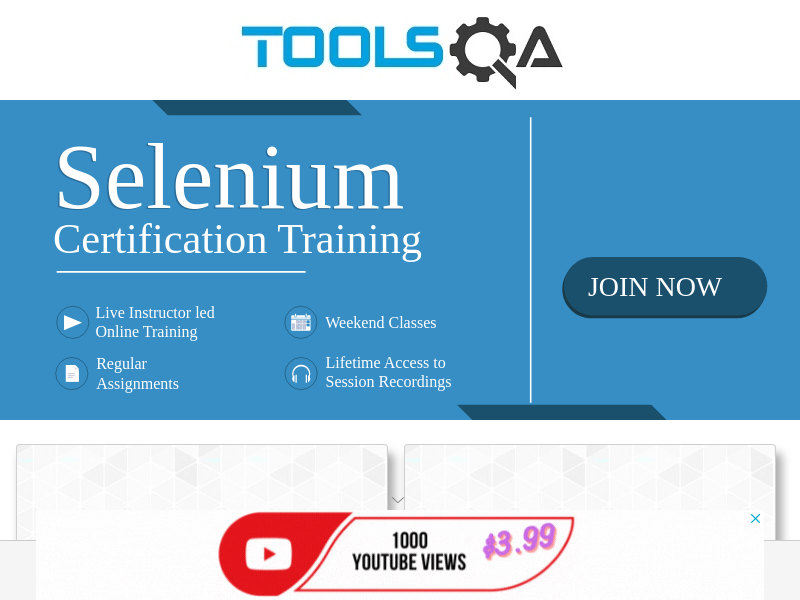 TOOLSQA
Selenium
Certification Training
Live Instructor led
Online Training
Weekend Classes
Regular
Assignments
Lifetime Access to
Session Recordings
JOIN NOW
1000
YOUTUBE VIEWS
$3.99